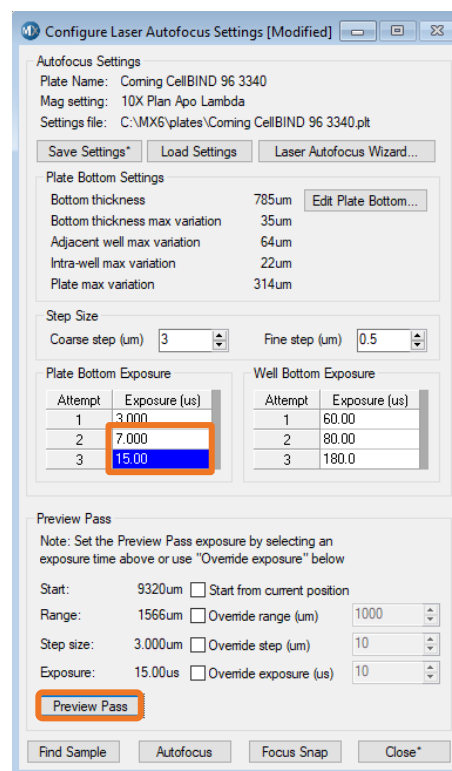 Configure Laser Autofocus Settings [Modified]
Autofocus Settings
Plate Name: Corning CellBIND 96 3340
Mag setting: 10X Plan Apo Lambda
Settings file: C:\MX6\plates\Corning CellBIND 96 3340.plt
Save Settings* Load Settings Laser Autofocus Wizard...
Plate Bottom Settings
Bottom thickness 785um Edit Plate Bottom...
Bottom thickness max variation 35um
Adjacent well max variation 64um
Intra-well max variation 22um
Plate max variation 314um
Step Size
Coarse step (um) 3 Fine step (um) 0.5
Plate Bottom Exposure Well Bottom Exposure
Attempt Exposure (us) Attempt Exposure (us)
1 3.000 1 60.00
2 7.000 2 80.00
3 15.00 3 180.0
Preview Pass
Note: Set the Preview Pass exposure by selecting an
exposure time above or use "Override exposure" below
Start: 9320um Start from current position
Range: 1566um Override range (um) 1000
Step size: 3.000um Override step (um) 10
Exposure: 15.00us Override exposure (us) 10
Preview Pass
Find Sample Autofocus Focus Snap Close*